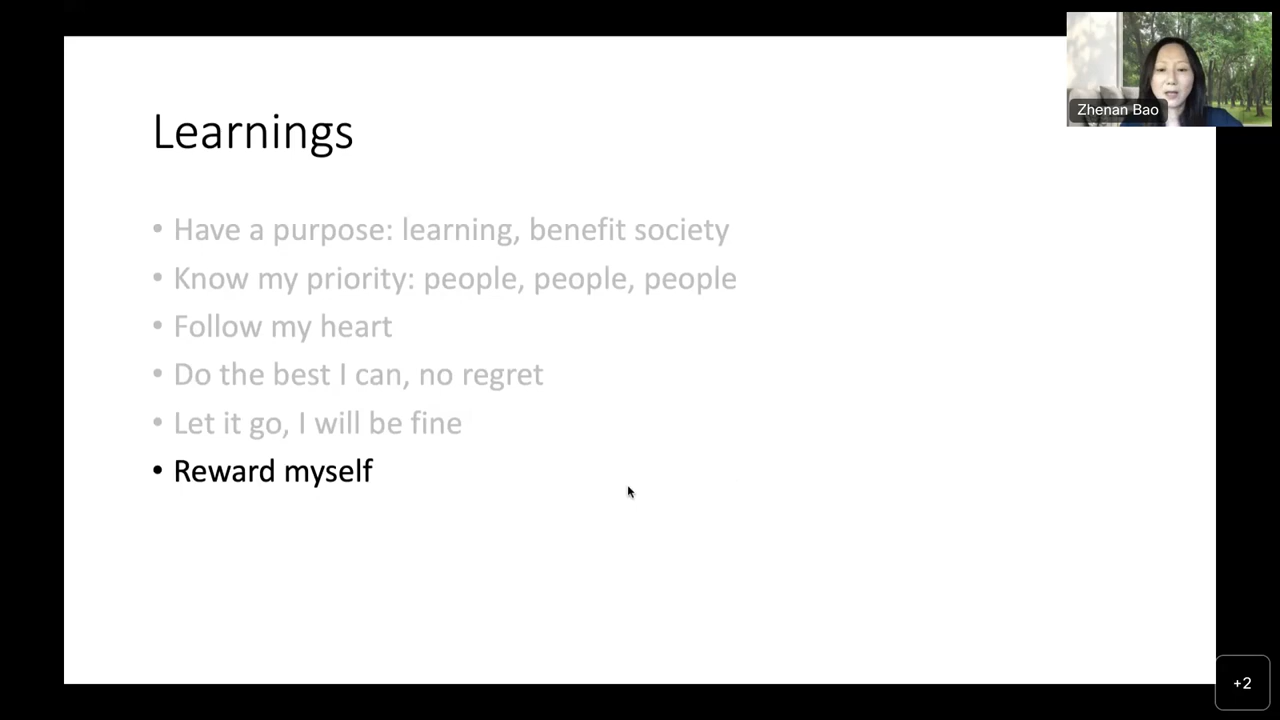 Learnings
• Have a purpose: learning, benefit society
• Know my priority: people, people, people
• Follow my heart
• Do the best I can, no regret
• Let it go, I will be fine
• Reward myself
Zhenan Bao
+2